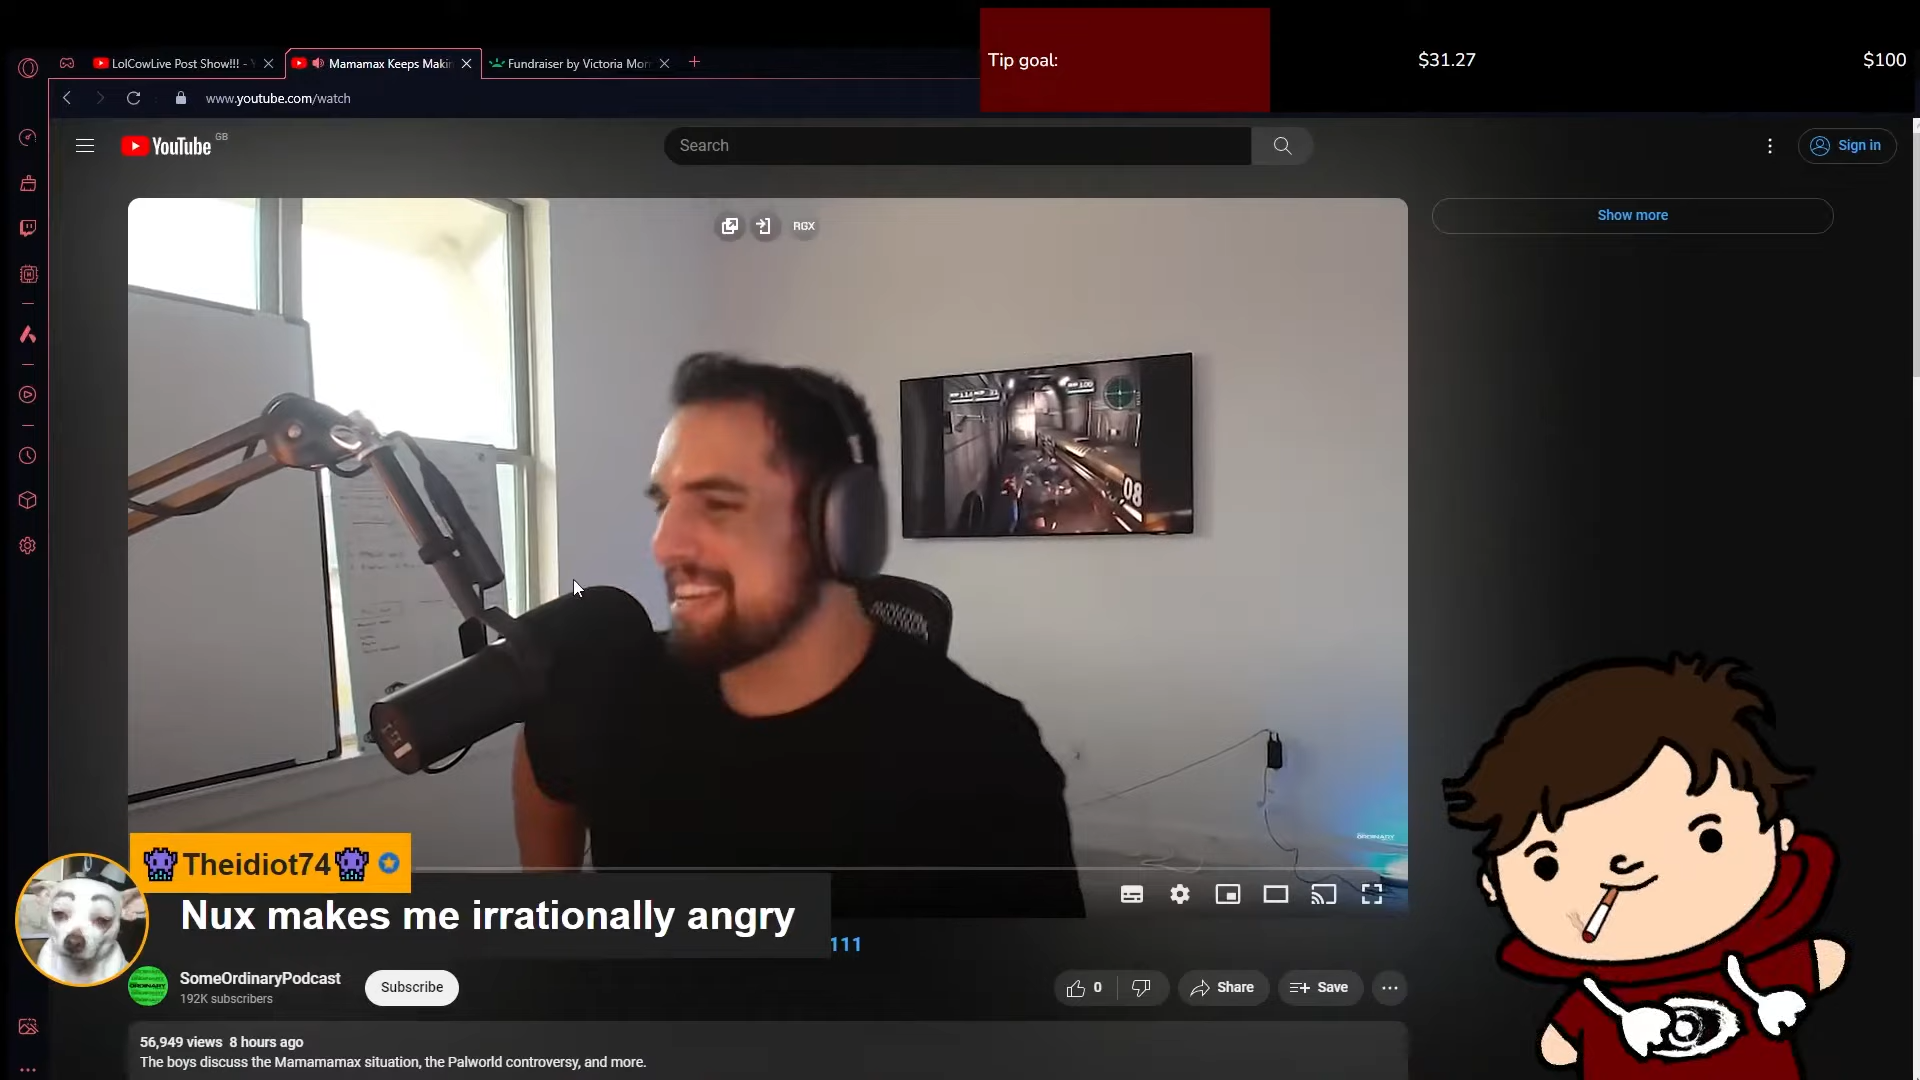 Tip goal:
$31.27
$100
LolCowLive Post Show!!! -
Mamamax Keeps Makin
Fundraiser by Victoria Morr
www.youtube.com/watch
YouTube GB
Search
Sign in
Show more
RGX
08
Theidiot74
Nux makes me irrationally angry
111
SomeOrdinaryPodcast
192K subscribers
Subscribe
0
Share
Save
56,949 views 8 hours ago
The boys discuss the Mamamamax situation, the Palworld controversy, and more.